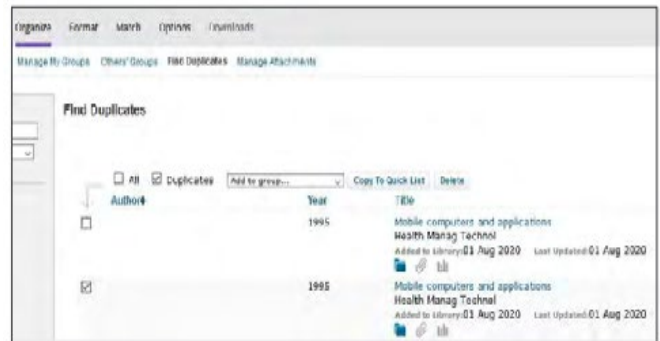 Organize Format Match Options Downloads
Manage My Groups Others' Groups Find Duplicates Manage Attachments
Find Duplicates
All Duplicates Add to group... Copy To Quick List Delete
Author Year Title
1995 Mobile computers and applications
Health Manag Technol
Added to Library:01 Aug 2020 Last Updated:01 Aug 2020
1995 Mobile computers and applications
Health Manag Technol
Added to Library:01 Aug 2020 Last Updated:01 Aug 2020